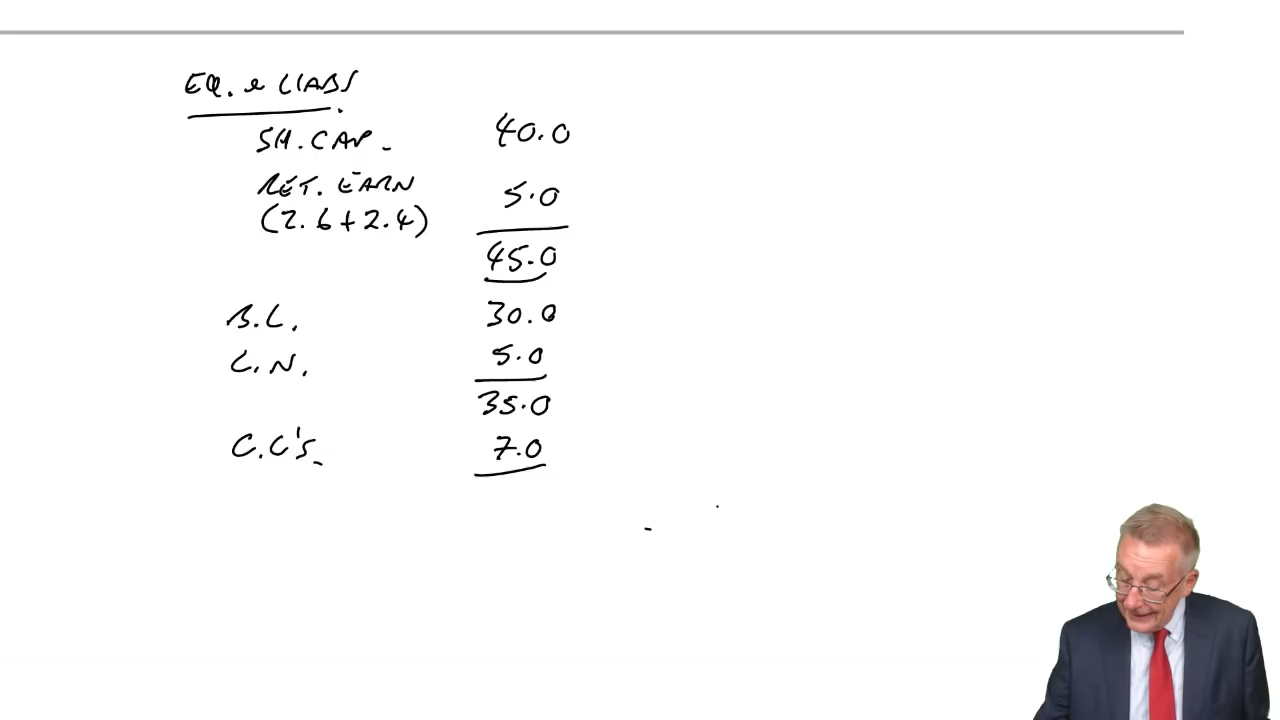 EQ. & LIABS.
SH. CAP. 40.0
RET. EARN 5.0
(2.6 + 2.4)
45.0
B.L. 30.0
L.N. 5.0
35.0
C.C's. 7.0